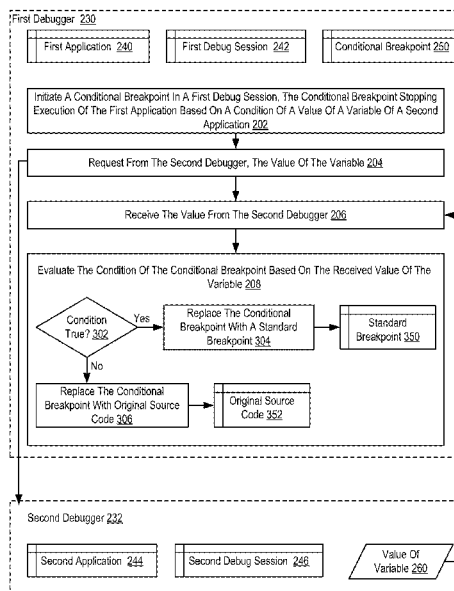 First Debugger 230
First Application 240
First Debug Session 242
Conditional Breakpoint 250
Initiate A Conditional Breakpoint In A First Debug Session, The Conditional Breakpoint Stopping
Execution Of The First Application Based On A Condition Of A Value Of A Variable Of A Second
Application 202
Request From The Second Debugger, The Value Of The Variable 204
Receive The Value From The Second Debugger 206
Evaluate The Condition Of The Conditional Breakpoint Based On The Received Value Of The
Variable 208
Condition
True? 302
Yes
Replace The Conditional
Breakpoint With A Standard
Breakpoint 304
Standard
Breakpoint 350
No
Replace The Conditional
Breakpoint With Original Source
Code 306
Original Source
Code 352
Second Debugger 232
Second Application 244
Second Debug Session 246
Value Of
Variable 260